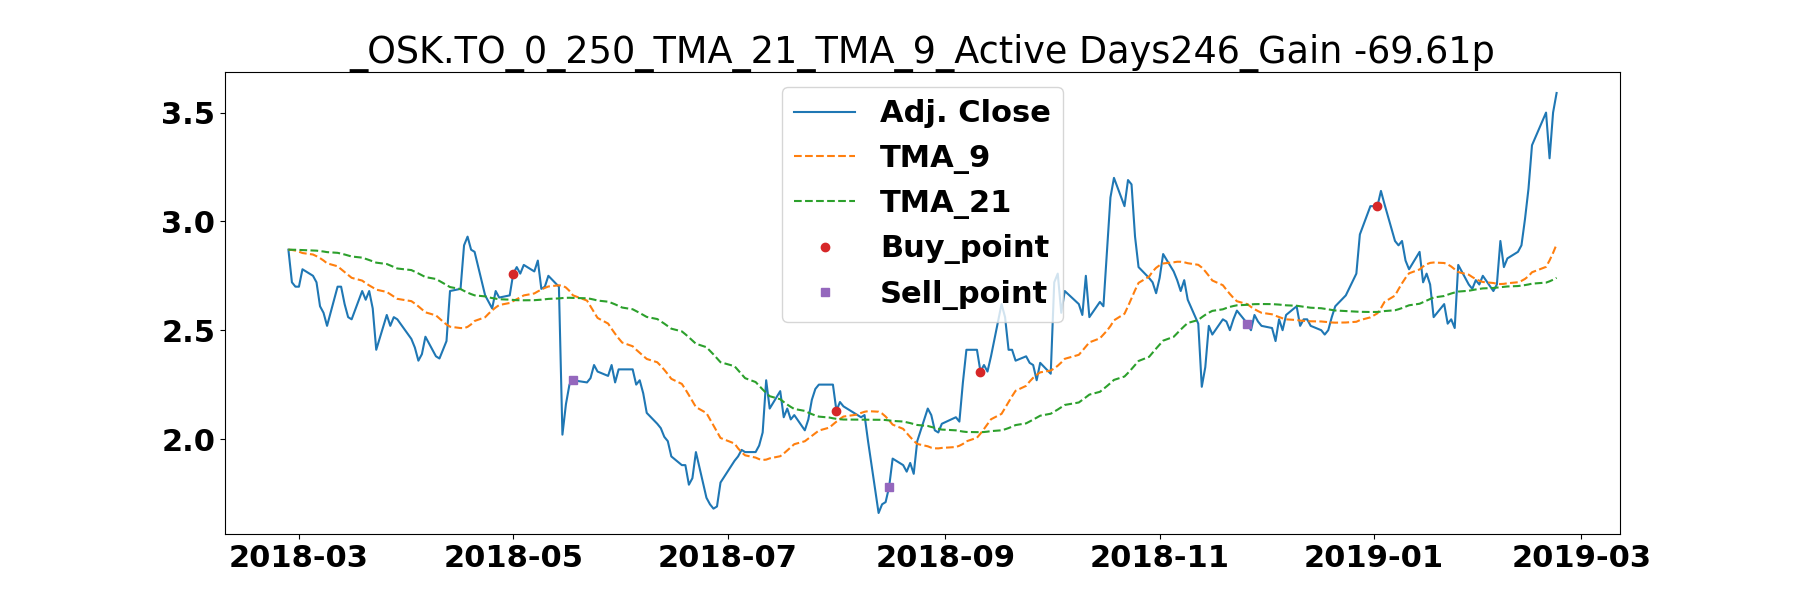 _OSK.TO_0_250_TMA_21_TMA_9_Active Days246_Gain -69.61p
3.5
3.0
2.5
2.0
Adj. Close
TMA_9
TMA_21
Buy_point
Sell_point
2018-03 2018-05 2018-07 2018-09 2018-11 2019-01 2019-03